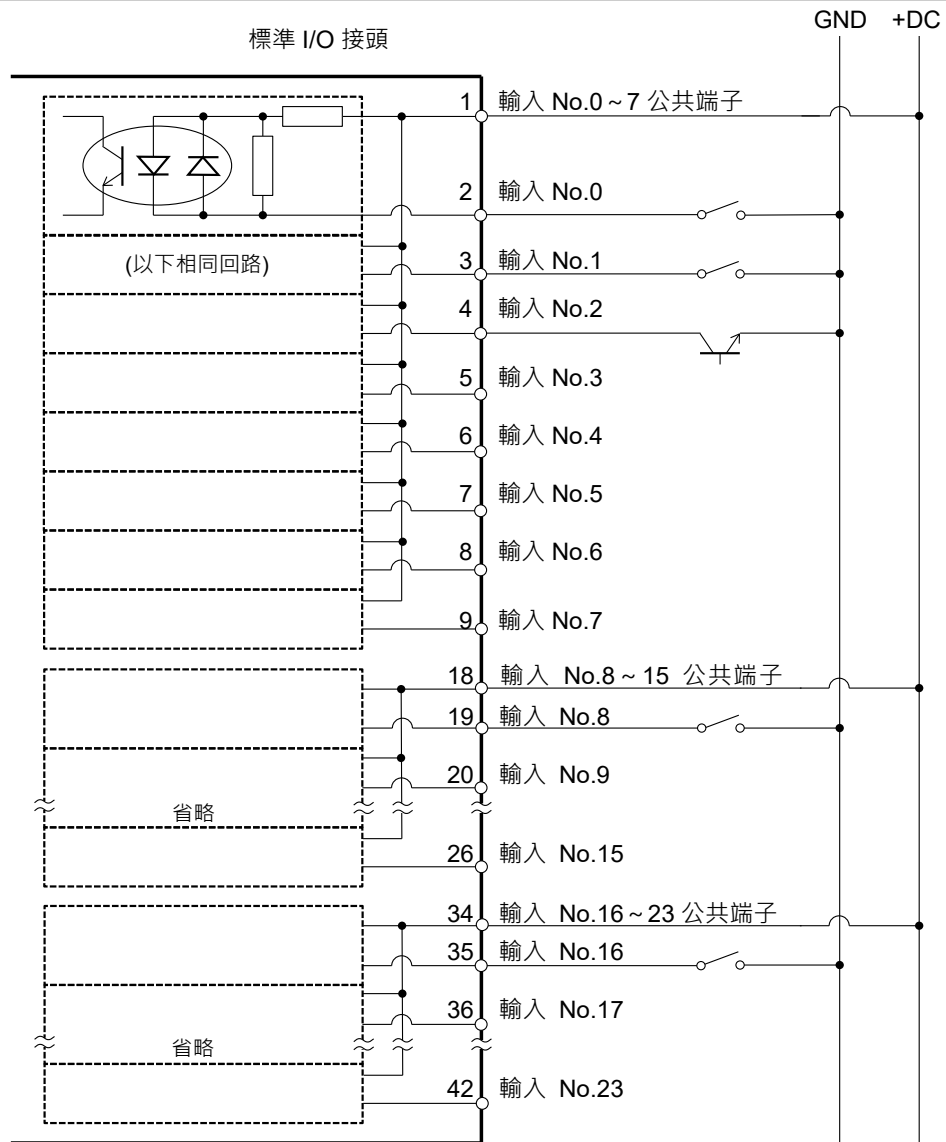 GND +DC
標準 I/O 接頭
1 輸入 No.0～7 公共端子
2 輸入 No.0
(以下相同回路)
3 輸入 No.1
4 輸入 No.2
5 輸入 No.3
6 輸入 No.4
7 輸入 No.5
8 輸入 No.6
9 輸入 No.7
18 輸入 No.8～15 公共端子
19 輸入 No.8
20 輸入 No.9
省略
26 輸入 No.15
34 輸入 No.16～23 公共端子
35 輸入 No.16
36 輸入 No.17
省略
42 輸入 No.23